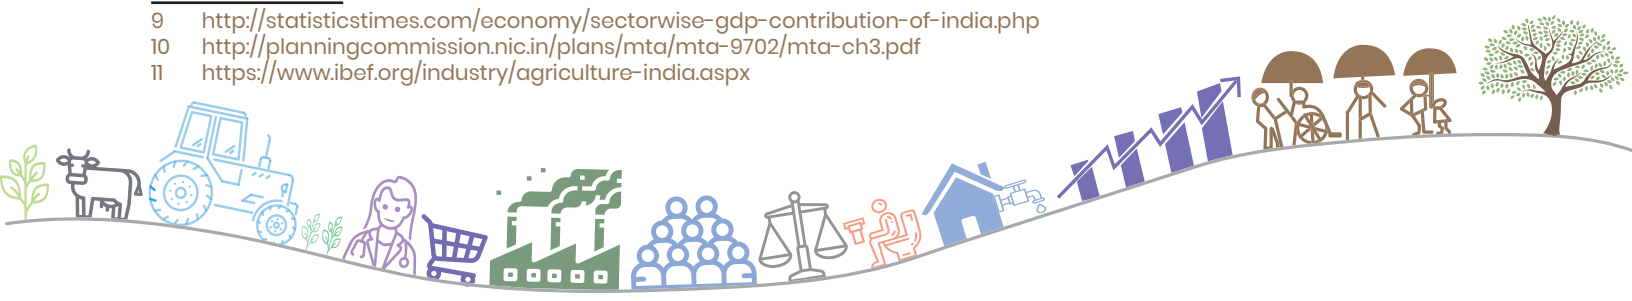 9 http://statisticstimes.com/economy/sectorwise-gdp-contribution-of-india.php
10 http://planningcommission.nic.in/plans/mta/mta-9702/mta-ch3.pdf
11 https://www.ibef.org/industry/agriculture-india.aspx